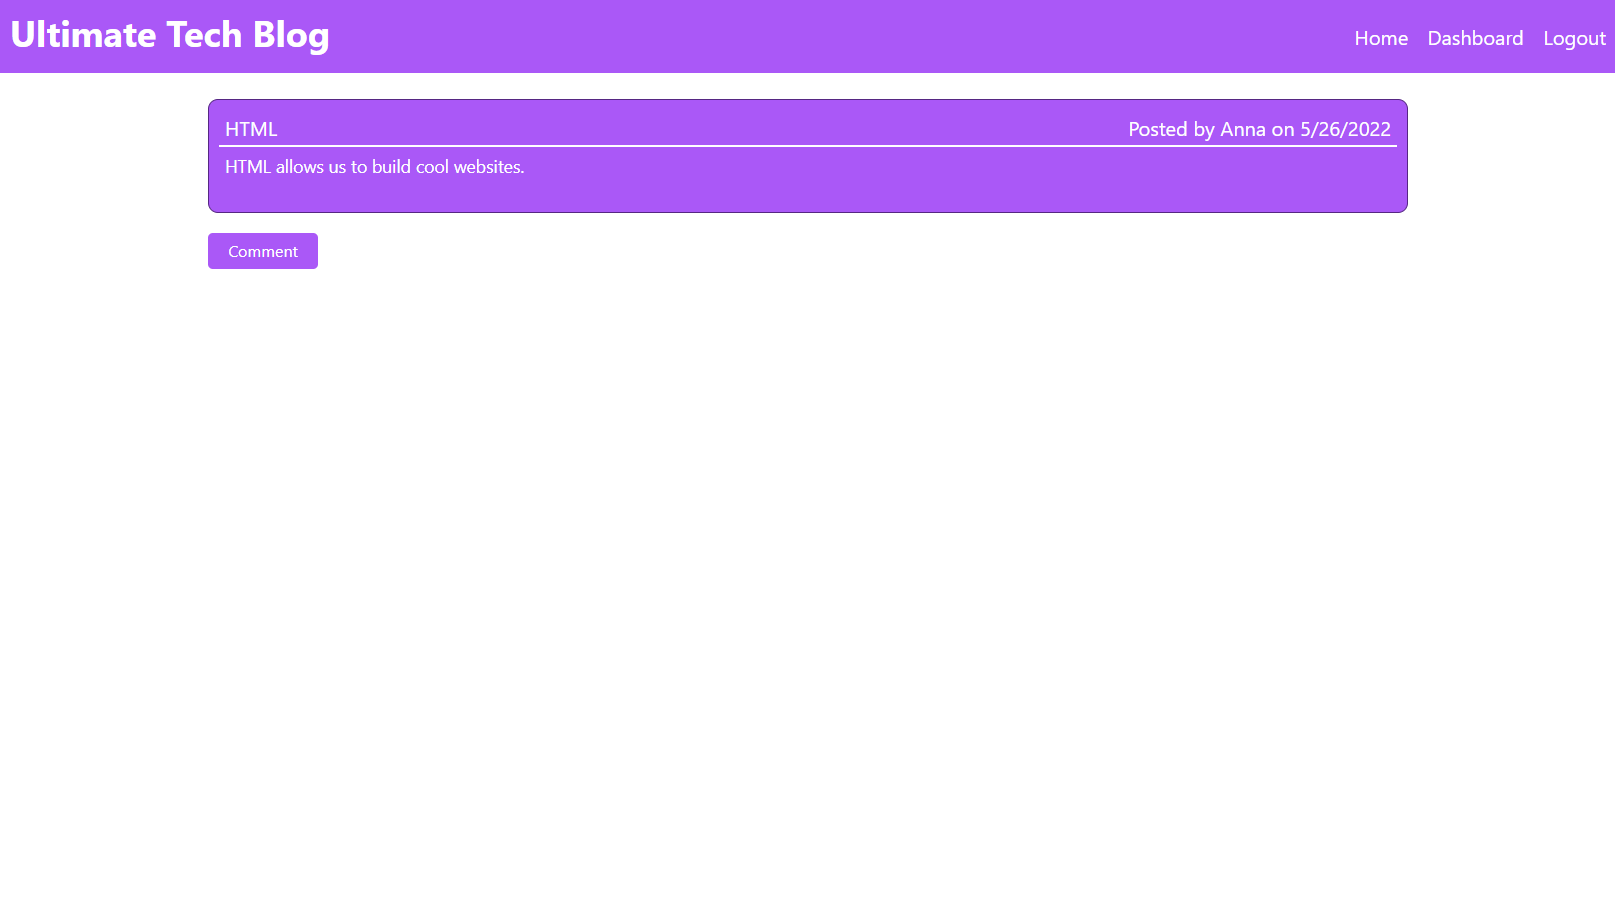 Ultimate Tech Blog
Home Dashboard Logout
HTML Posted by Anna on 5/26/2022
HTML allows us to build cool websites.
Comment